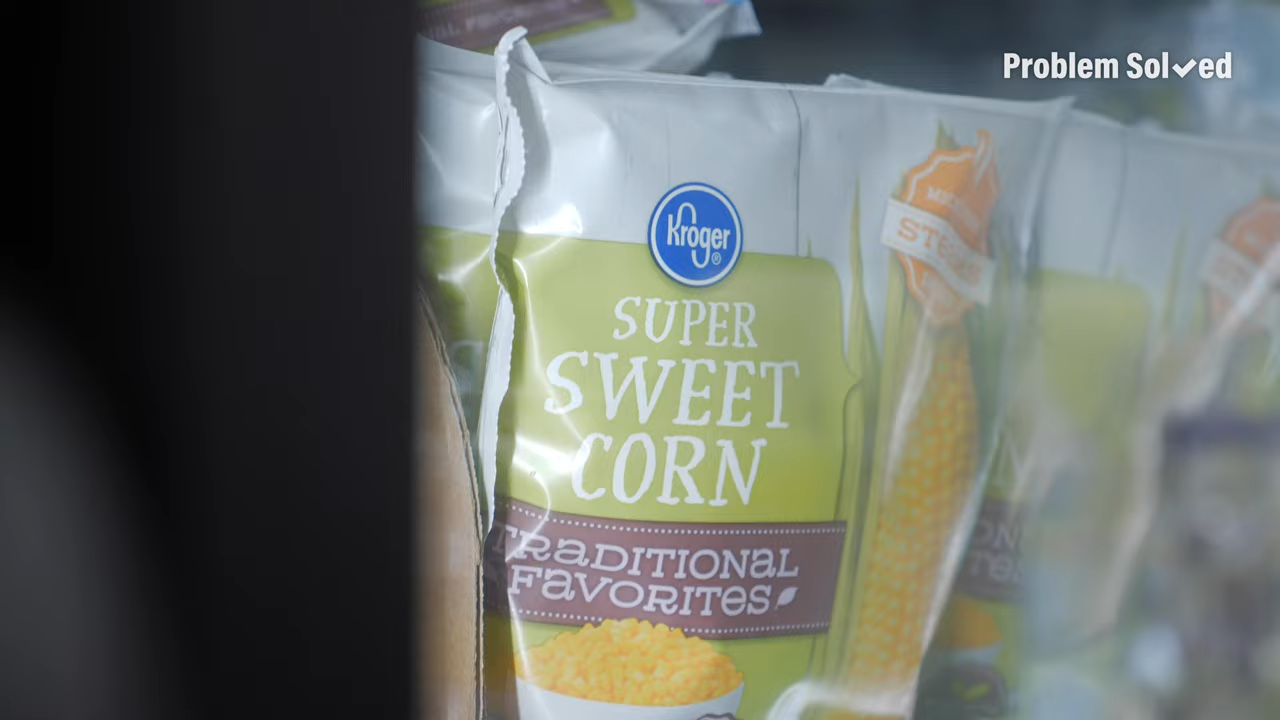 Problem Solved
Kroger®
SUPER
SWEET
CORN
TRADITIONAL
FAVORITES